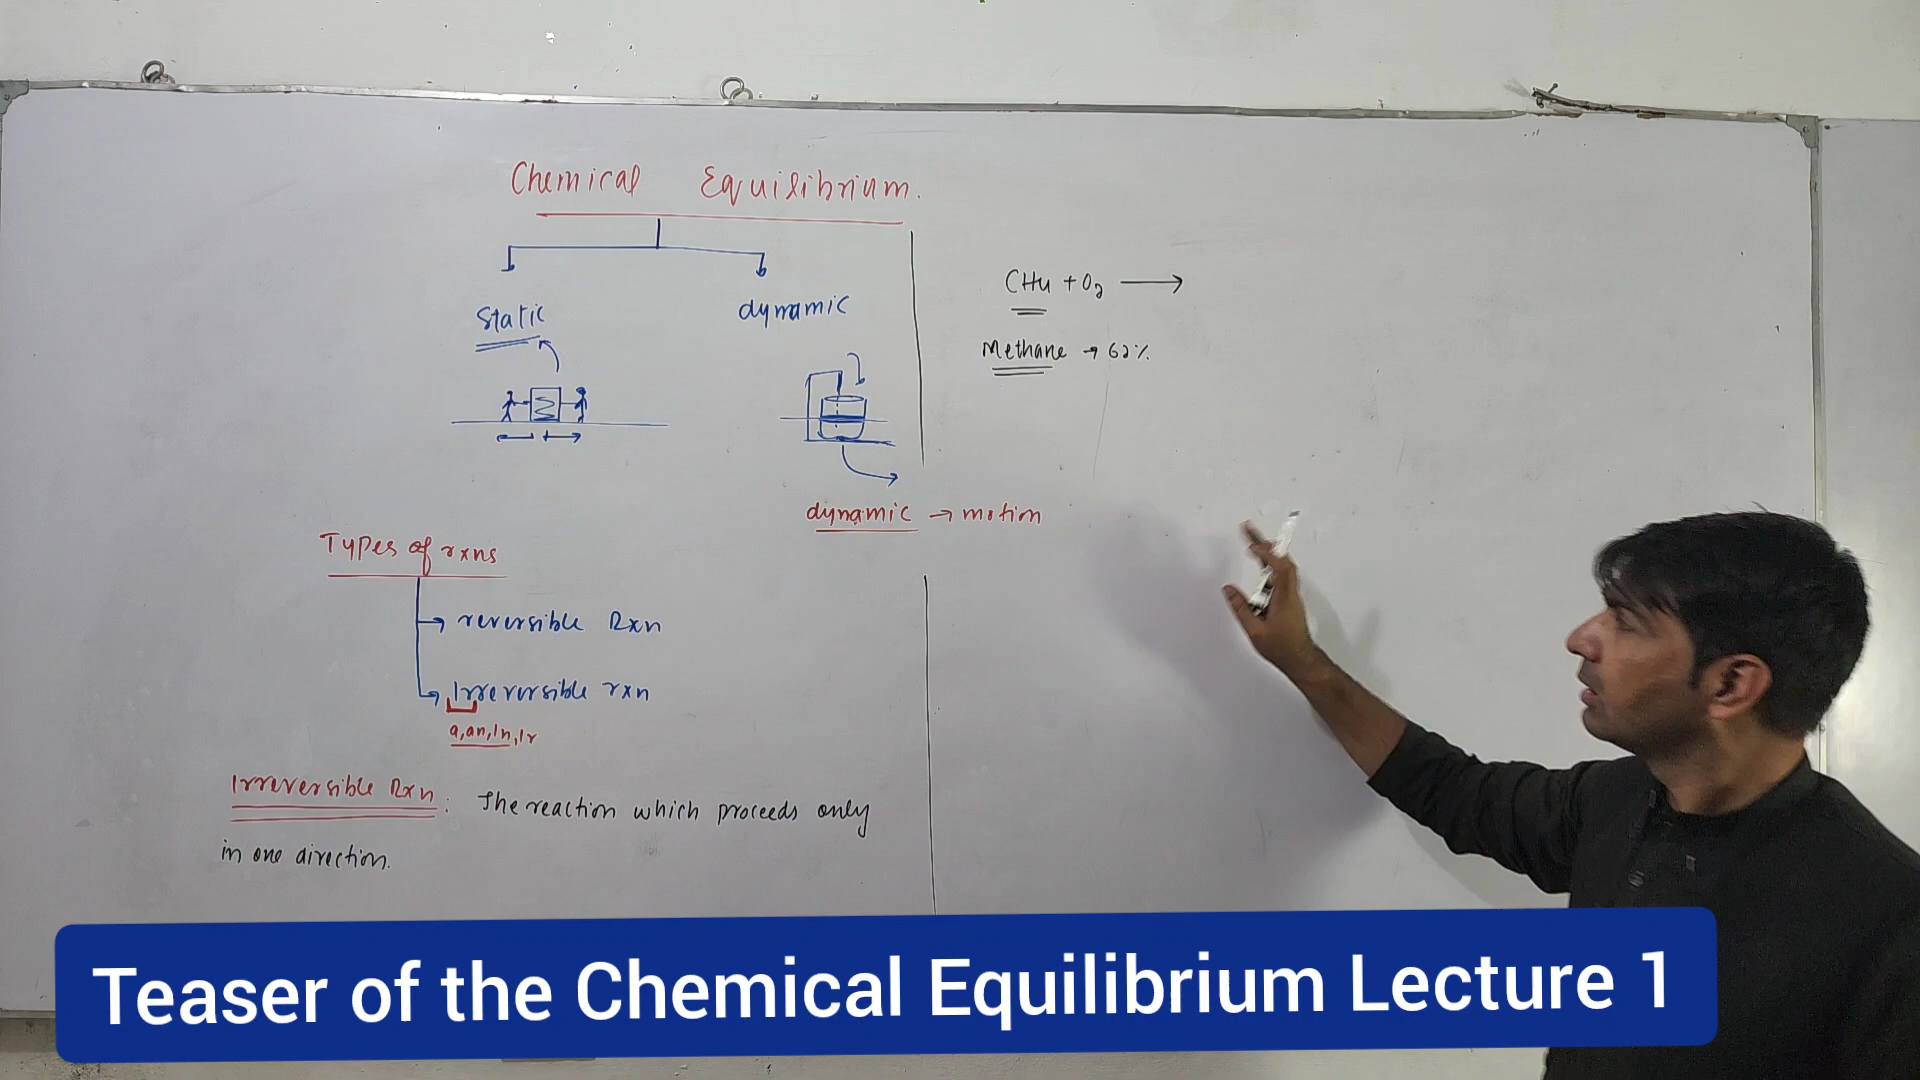 Chemical Equilibrium.
Static
dynamic
dynamic → motion
Types of rxns
reversible Rxn
Irreversible rxn
a, an, In, Ir
Irreversible Rxn: The reaction which proceeds only
in one direction.
CH4 + O2 →
Methane → 62%
Teaser of the Chemical Equilibrium Lecture 1